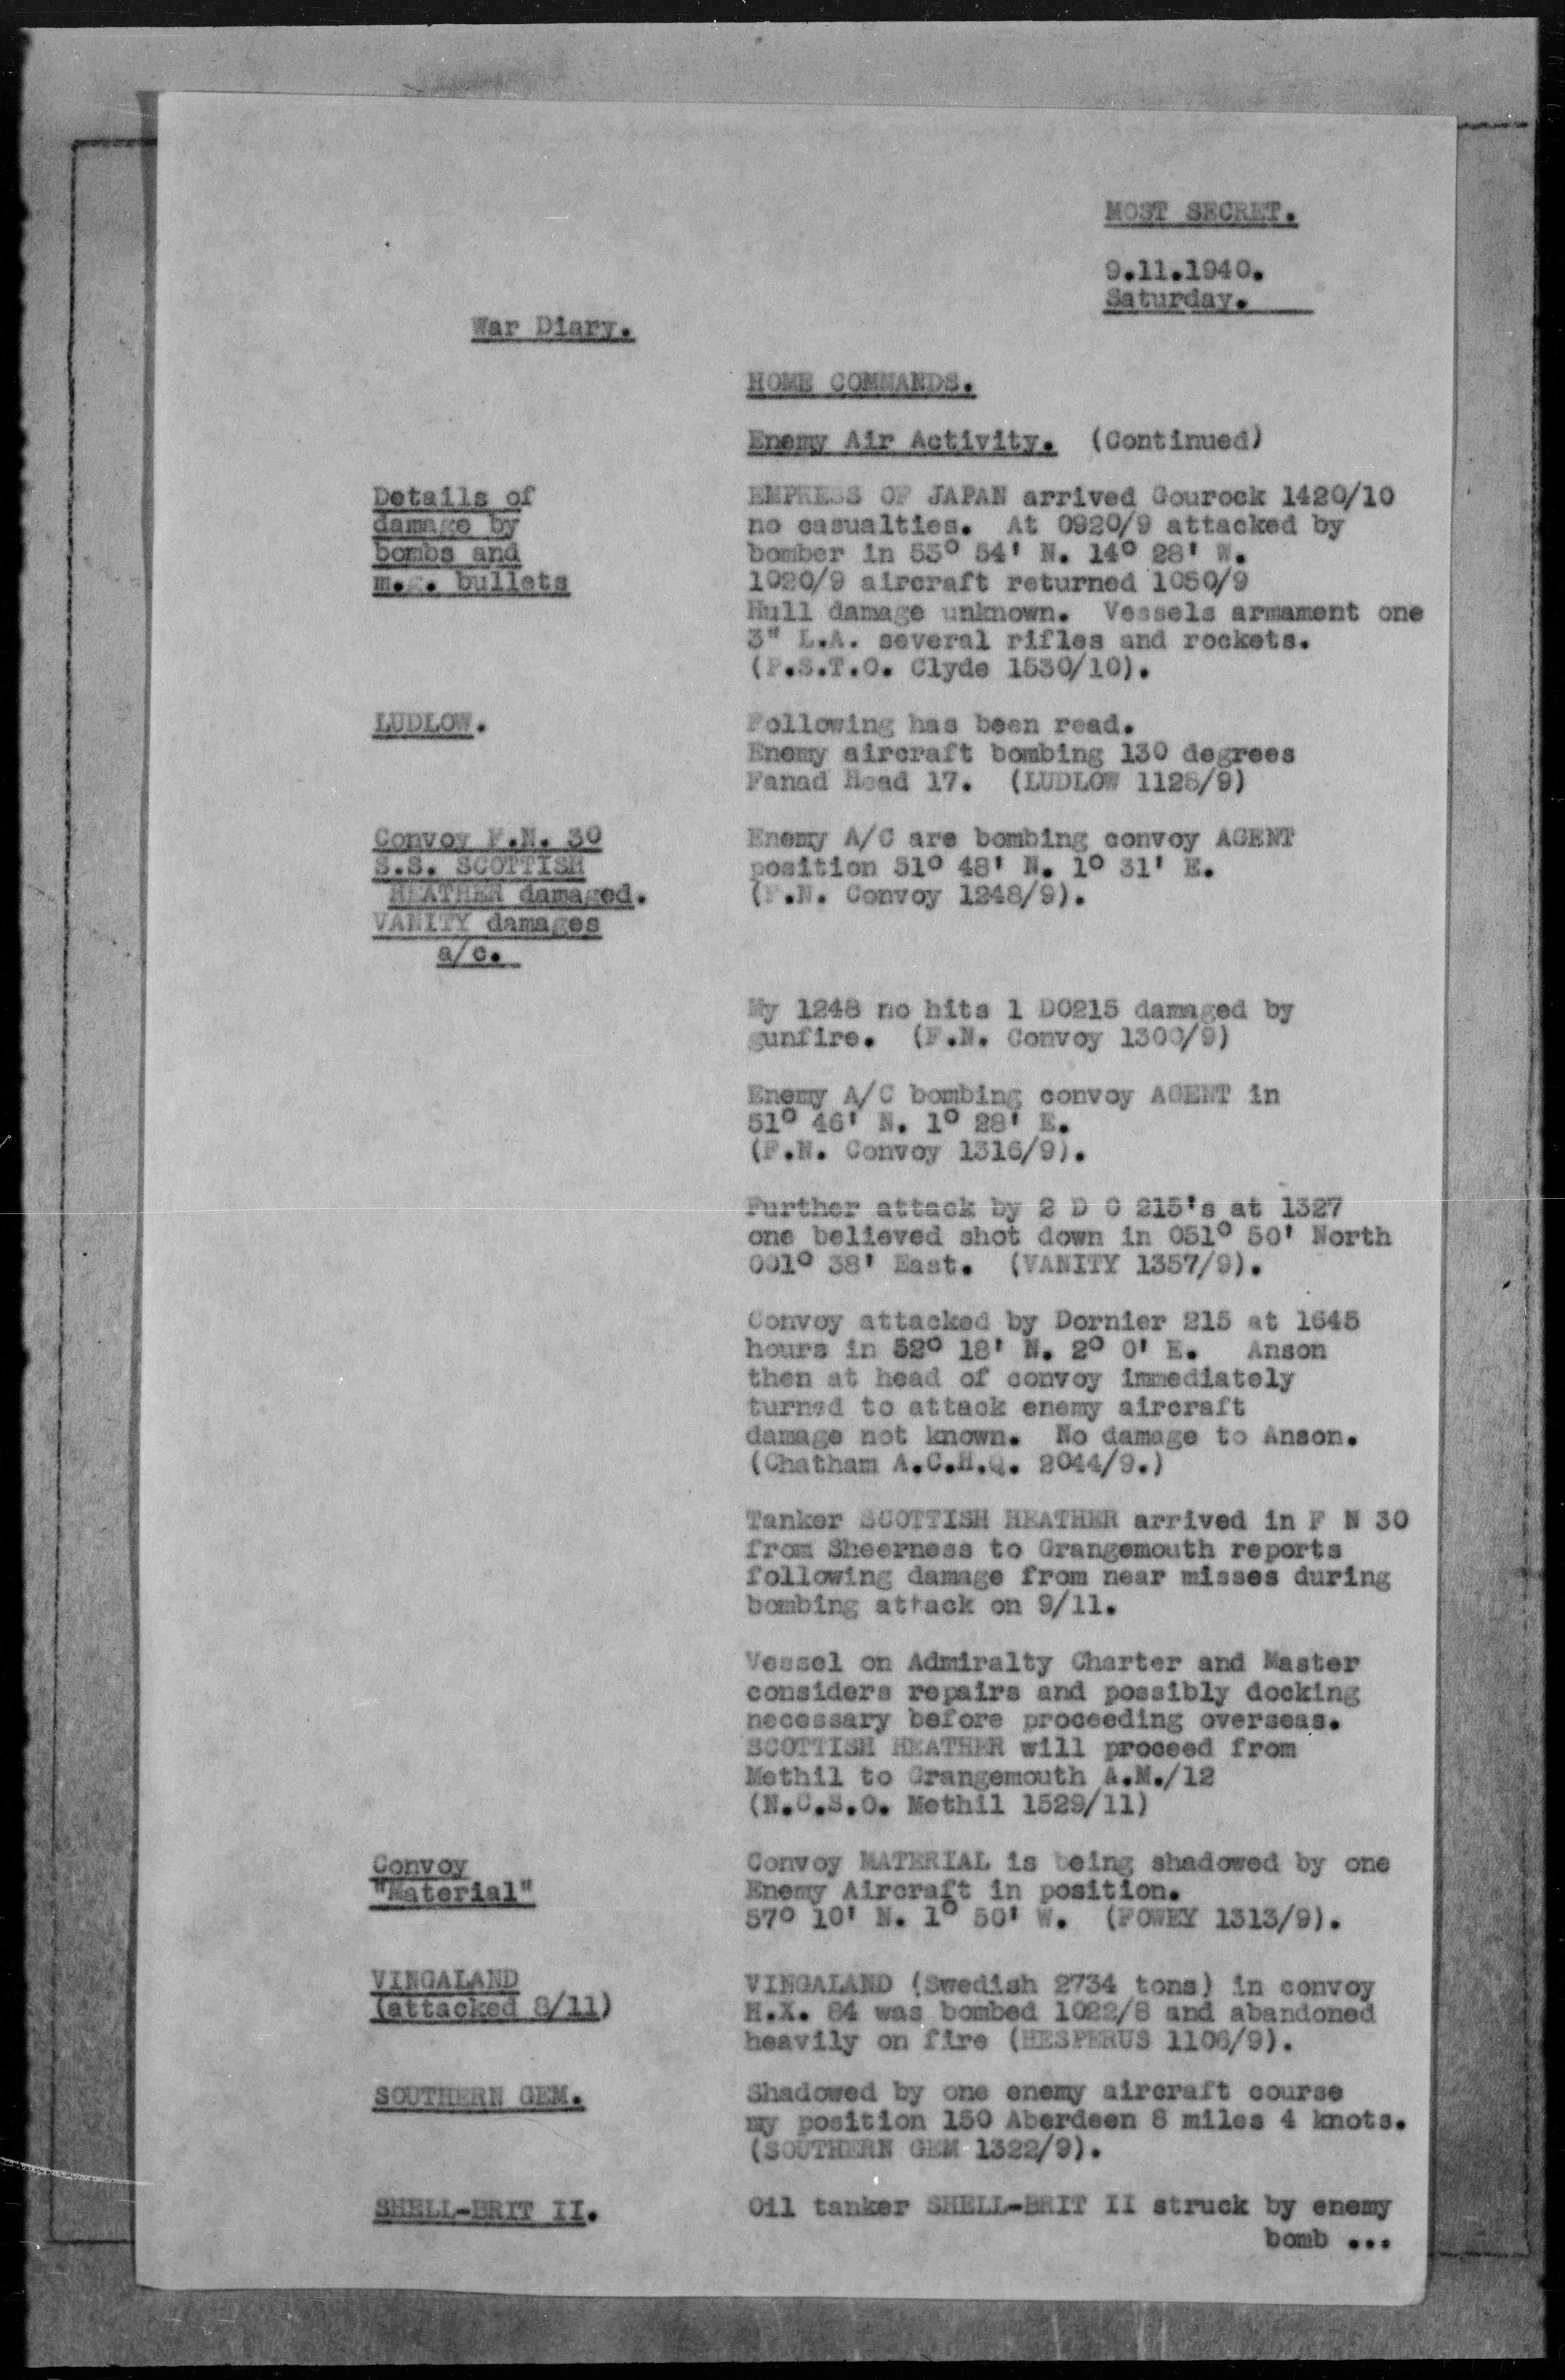 MOST SECRET.
9.11.1940.
Saturday.
War Diary.
HOME COMMANDS.
Enemy Air Activity. (Continued)
Details of
damage by
bombs and
m.g. bullets
EMPRESS OF JAPAN arrived Gourock 1420/10
no casualties. At 0920/9 attacked by
bomber in 53° 54' N. 14° 28' W.
1020/9 aircraft returned 1050/9
Hull damage unknown. Vessels armament one
3" L.A. several rifles and rockets.
(P.S.T.O. Clyde 1530/10).
LUDLOW.
Following has been read.
Enemy aircraft bombing 130 degrees
Fanad Head 17. (LUDLOW 1125/9)
Convoy F.N. 30
S.S. SCOTTISH
HEATHER damaged.
VANITY damages
a/c.
Enemy A/C are bombing convoy AGENT
position 51° 48' N. 1° 31' E.
(F.N. Convoy 1248/9).
My 1248 no hits 1 DO215 damaged by
gunfire. (F.N. Convoy 1300/9)
Enemy A/C bombing convoy AGENT in
51° 46' N. 1° 28' E.
(F.N. Convoy 1316/9).
Further attack by 2 D O 215's at 1327
one believed shot down in 051° 50' North
001° 38' East. (VANITY 1357/9).
Convoy attacked by Dornier 215 at 1645
hours in 52° 18' N. 2° 0' E. Anson
then at head of convoy immediately
turned to attack enemy aircraft
damage not known. No damage to Anson.
(Chatham A.C.H.Q. 2044/9.)
Tanker SCOTTISH HEATHER arrived in F N 30
from Sheerness to Grangemouth reports
following damage from near misses during
bombing attack on 9/11.
Vessel on Admiralty Charter and Master
considers repairs and possibly docking
necessary before proceeding overseas.
SCOTTISH HEATHER will proceed from
Methil to Grangemouth A.M./12
(N.C.S.O. Methil 1529/11)
Convoy
"Material"
Convoy MATERIAL is being shadowed by one
Enemy Aircraft in position.
57° 10' N. 1° 50' W. (FOWEY 1313/9).
VINGALAND
(attacked 8/11)
VINGALAND (Swedish 2734 tons) in convoy
H.X. 84 was bombed 1022/8 and abandoned
heavily on fire (HESPERUS 1106/9).
SOUTHERN GEM.
Shadowed by one enemy aircraft course
my position 150 Aberdeen 8 miles 4 knots.
(SOUTHERN GEM 1322/9).
SHELL-BRIT II.
Oil tanker SHELL-BRIT II struck by enemy
bomb ...